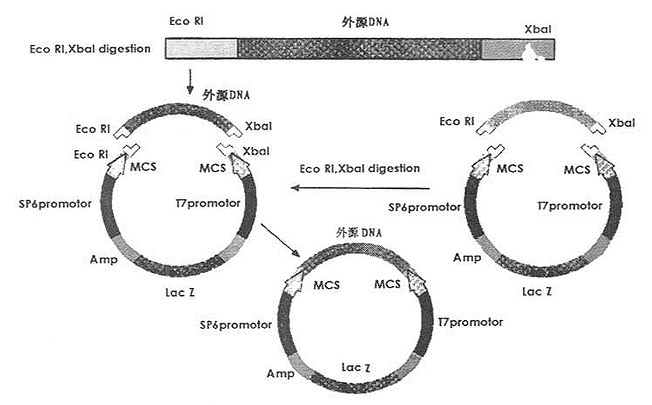 Eco RI
外源DNA
XbaI
Eco RI,XbaI digestion
外源DNA
Eco RI
XbaI
Eco RI
XbaI
Eco RI
XbaI
MCS
MCS
Eco RI,XbaI digestion
MCS
MCS
SP6promotor
T7promotor
SP6promotor
T7promotor
外源DNA
Amp
Lac Z
Amp
Lac Z
MCS
MCS
SP6promotor
T7promotor
Amp
Lac Z